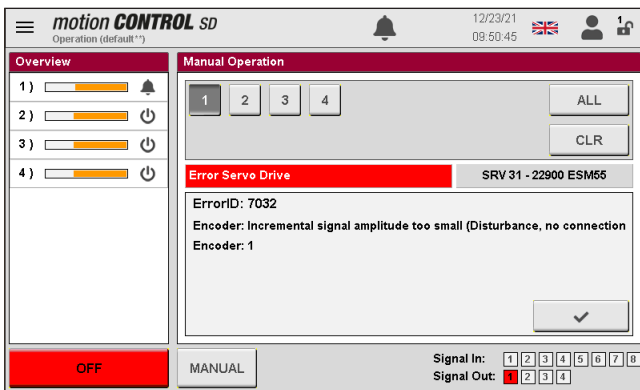 motion CONTROL SD
Operation (default**)
12/23/21
09:50:45
1
Overview
1 )
2 )
3 )
4 )
Manual Operation
1 2 3 4
ALL
CLR
Error Servo Drive
SRV 31 - 22900 ESM55
ErrorID: 7032
Encoder: Incremental signal amplitude too small (Disturbance, no connection
Encoder: 1
OFF
MANUAL
Signal In: 1 2 3 4 5 6 7 8
Signal Out: 1 2 3 4